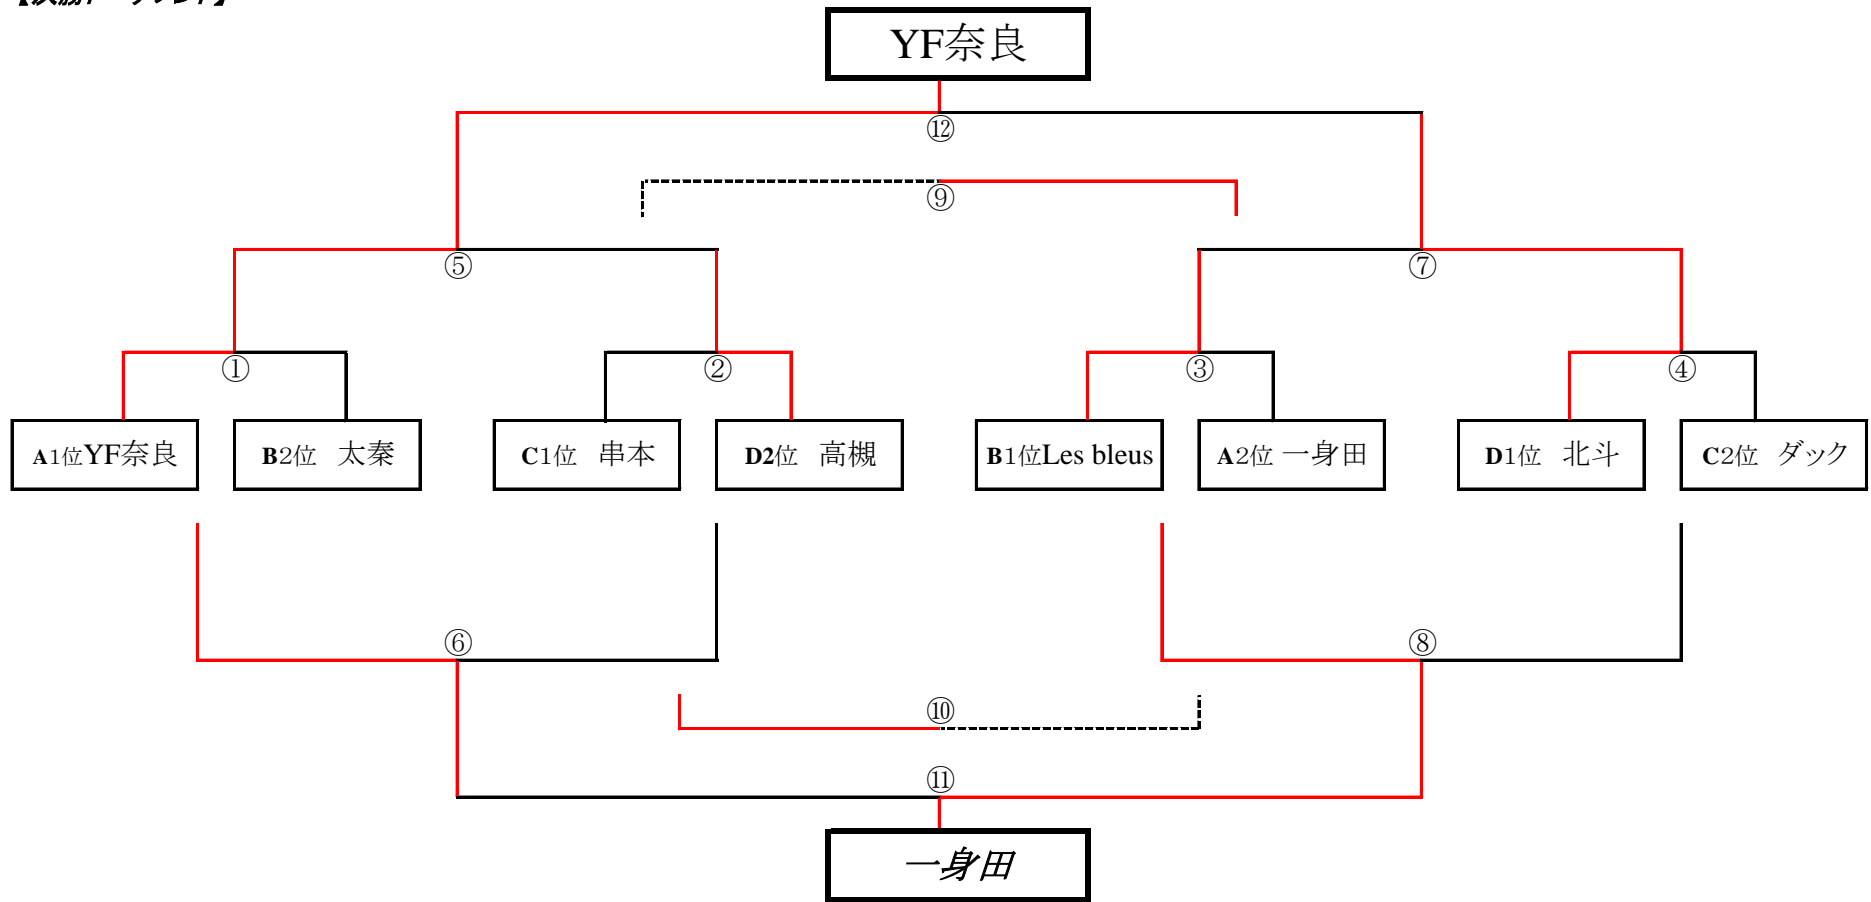 YF奈良
⑫
⑨
⑤
⑦
①
②
③
④
A1位YF奈良
B2位 太秦
C1位 串本
D2位 高槻
B1位Les bleus
A2位 一身田
D1位 北斗
C2位 ダック
⑥
⑧
⑩
⑪
一身田